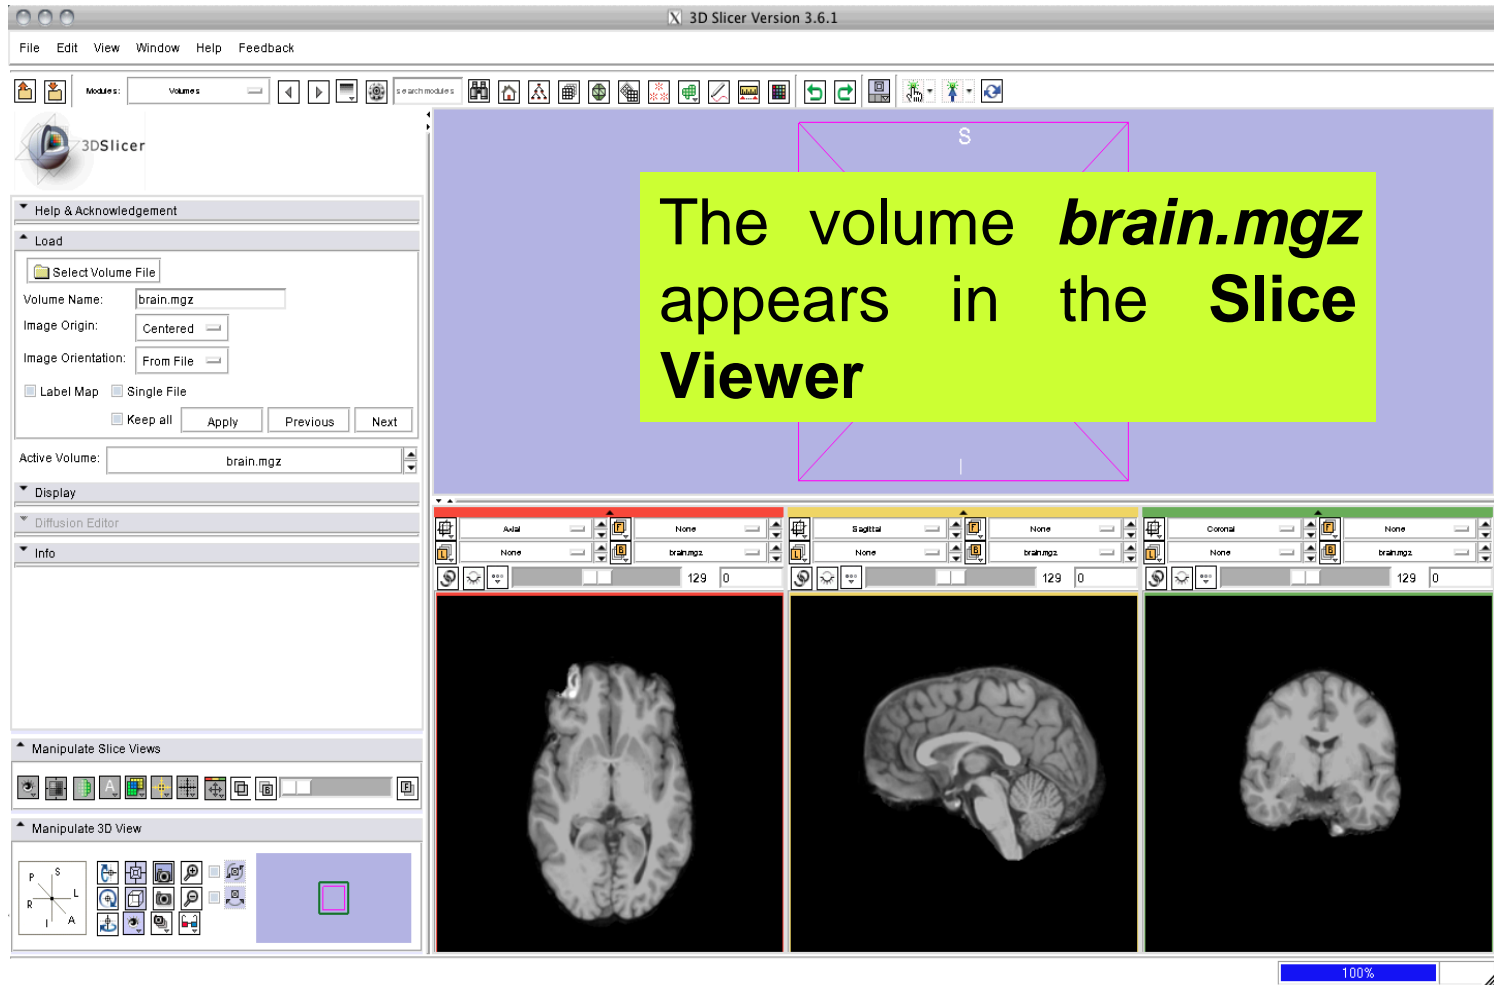 3D Slicer Version 3.6.1
File Edit View Window Help Feedback
Modules: Volumes search modules
3DSlicer
Help & Acknowledgement
Load
Select Volume File
Volume Name: brain.mgz
Image Origin: Centered
Image Orientation: From File
Label Map Single File
Keep all Apply Previous Next
Active Volume: brain.mgz
Display
Diffusion Editor
Info
Manipulate Slice Views
Manipulate 3D View
P S
R L
I A
S
The volume brain.mgz
appears in the Slice
Viewer
I
Axial None
None brain.mgz
129 0
Sagittal None
None brain.mgz
129 0
Coronal None
None brain.mgz
129 0
100%